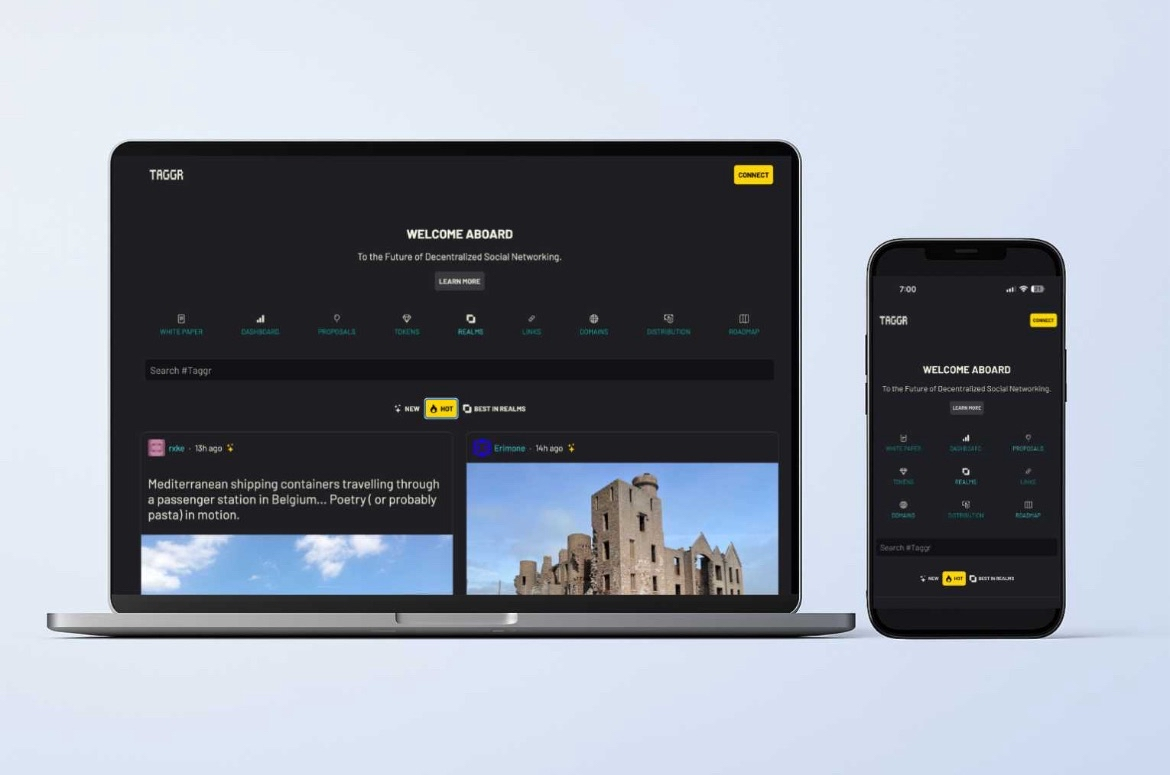 TAGGR
CONNECT
WELCOME ABOARD
To the Future of Decentralized Social Networking.
LEARN MORE
WHITE PAPER DASHBOARD PROPOSALS TOKENS REALMS LINKS DOMAINS DISTRIBUTION ROADMAP
Search #Taggr
NEW HOT BEST IN REALMS
rxke · 13h ago
Mediterranean shipping containers travelling through
a passenger station in Belgium... Poetry ( or probably
pasta) in motion.
Erimone · 14h ago
7:00
TAGGR
CONNECT
WELCOME ABOARD
To the Future of Decentralized Social Networking.
LEARN MORE
WHITE PAPER DASHBOARD PROPOSALS
TOKENS REALMS LINKS
DOMAINS DISTRIBUTION ROADMAP
Search #Taggr
NEW HOT BEST IN REALMS